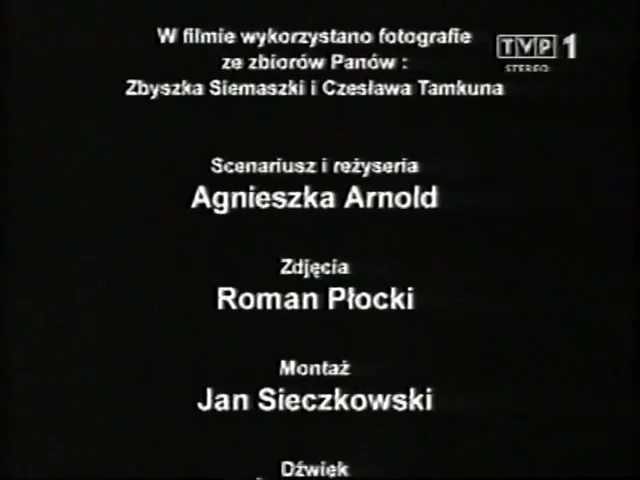 W filmie wykorzystano fotografie
ze zbiorów Panów :
Zbyszka Siemaszki i Czesława Tamkuna
TVP 1
STEREO
Scenariusz i reżyseria
Agnieszka Arnold
Zdjęcia
Roman Płocki
Montaż
Jan Sieczkowski
Dźwięk